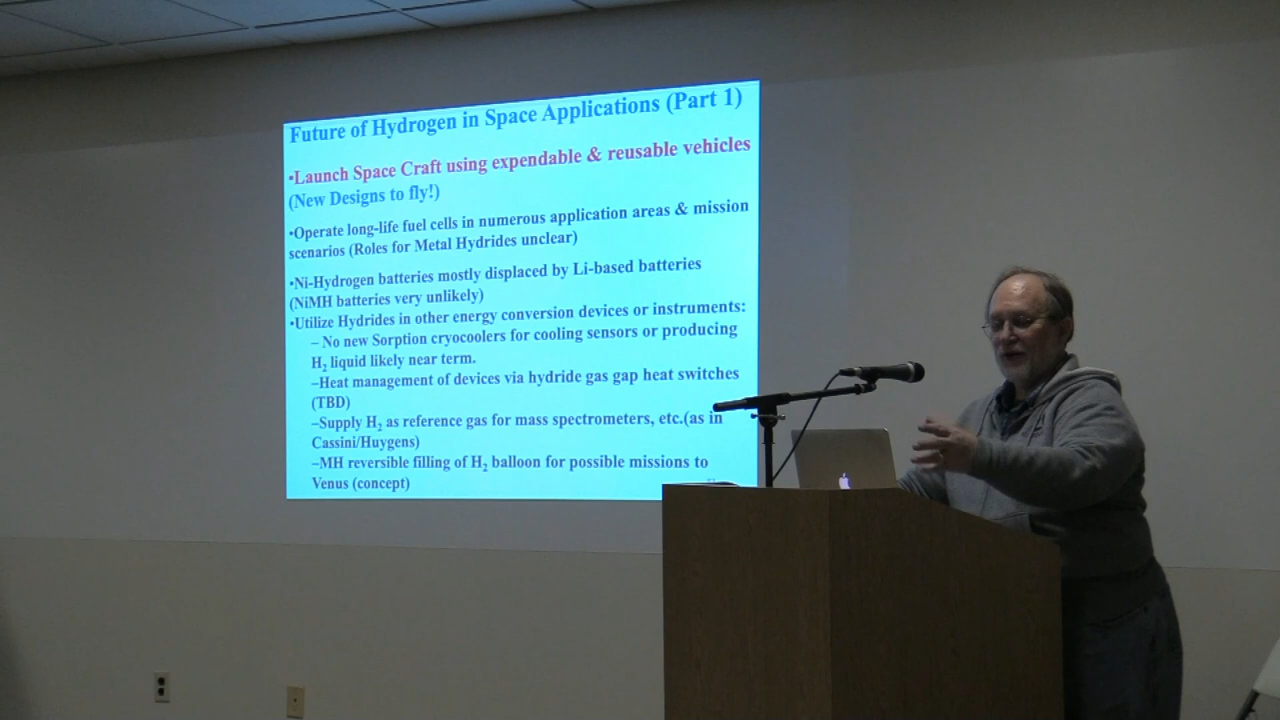 Future of Hydrogen in Space Applications (Part 1)
•Launch Space Craft using expendable & reusable vehicles
(New Designs to fly!)
•Operate long-life fuel cells in numerous application areas & mission
scenarios (Roles for Metal Hydrides unclear)
•Ni-Hydrogen batteries mostly displaced by Li-based batteries
(NiMH batteries very unlikely)
•Utilize Hydrides in other energy conversion devices or instruments:
– No new Sorption cryocoolers for cooling sensors or producing
H₂ liquid likely near term.
–Heat management of devices via hydride gas gap heat switches
(TBD)
–Supply H₂ as reference gas for mass spectrometers, etc.(as in
Cassini/Huygens)
–MH reversible filling of H₂ balloon for possible missions to
Venus (concept)